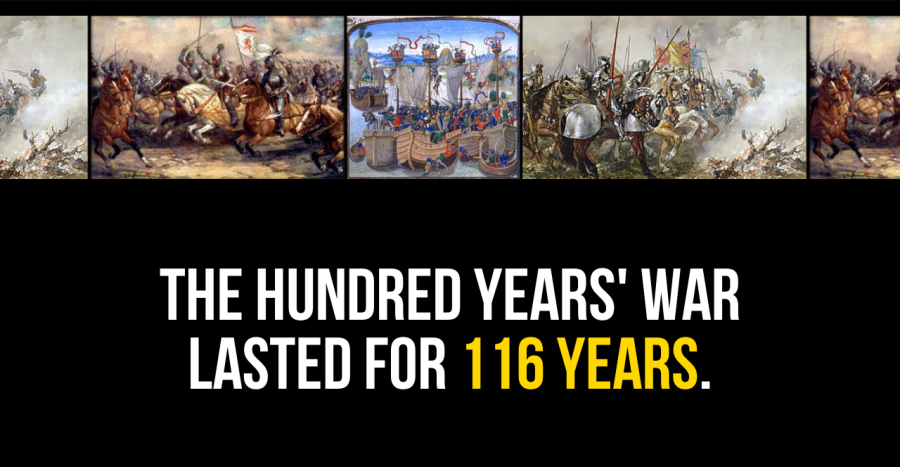 THE HUNDRED YEARS' WAR
LASTED FOR 116 YEARS.